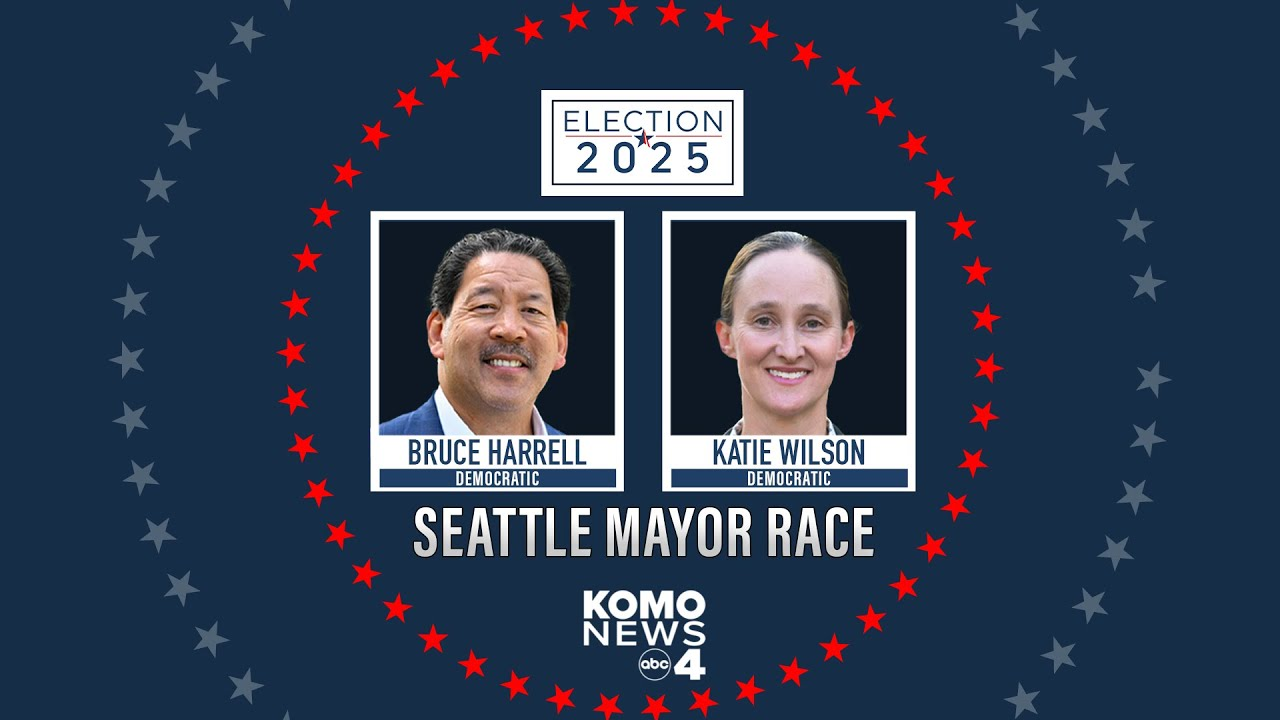 ELECTION
2025
BRUCE HARRELL
DEMOCRATIC
KATIE WILSON
DEMOCRATIC
SEATTLE MAYOR RACE
KOMO
NEWS
abc 4